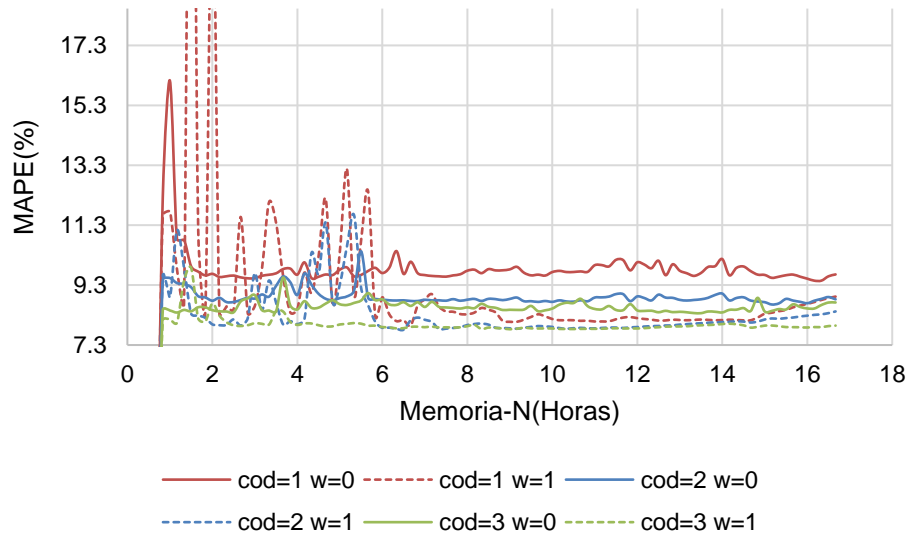 17.3
15.3
13.3
11.3
9.3
7.3
MAPE(%)
0 2 4 6 8 10 12 14 16 18
Memoria-N(Horas)
cod=1 w=0 cod=1 w=1 cod=2 w=0
cod=2 w=1 cod=3 w=0 cod=3 w=1